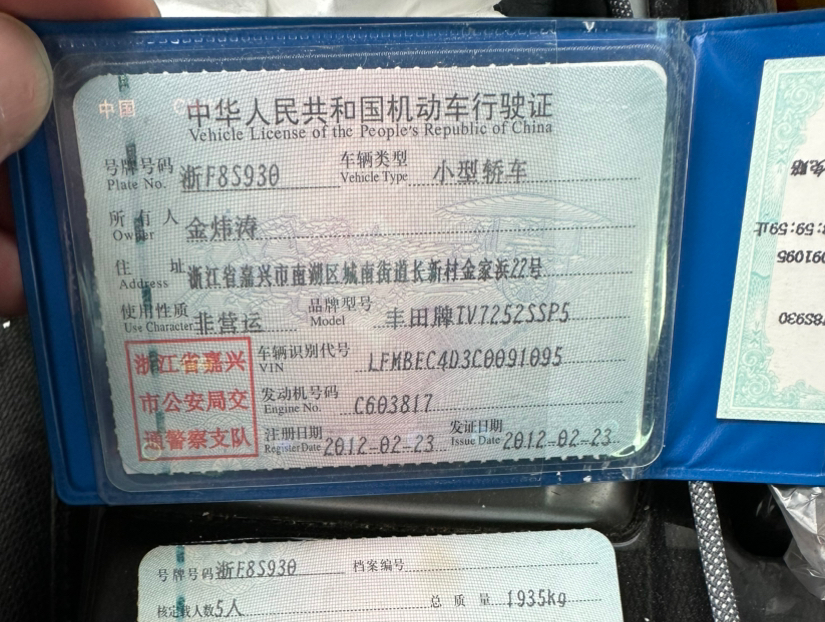 中国
中华人民共和国机动车行驶证
Vehicle License of the People's Republic of China
号牌号码 浙F8S930 车辆类型 小型轿车
Plate No. Vehicle Type
所有人 金炜涛
Owner
住址 浙江省嘉兴市南湖区城南街道长新村金家浜22号
Address
使用性质 非营运 品牌型号 丰田牌TV7252SSP5
Use Character Model
浙江省嘉兴
市公安局交
通警察支队
车辆识别代号 LFMBEC4D3C0091095
VIN
发动机号码 C603817
Engine No.
注册日期 2012-02-23 发证日期 2012-02-23
Register Date Issue Date
:59:59止
091095
F8S930
号牌号码 浙F8S930 档案编号
核定载人数 5人 总质量 1935kg